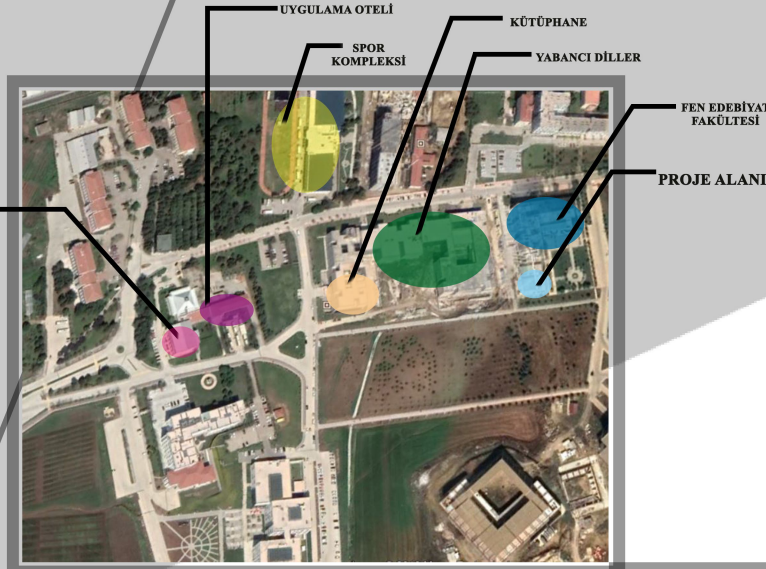 UYGULAMA OTELİ
KÜTÜPHANE
SPOR
KOMPLEKSİ
YABANCI DİLLER
FEN EDEBİYAT
FAKÜLTESİ
PROJE ALANI